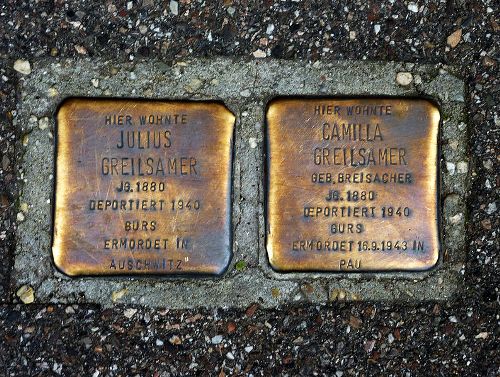 HIER WOHNTE
JULIUS
GREILSAMER
JG. 1880
DEPORTIERT 1940
GURS
ERMORDET IN
AUSCHWITZ
HIER WOHNTE
CAMILLA
GREILSAMER
GEB. BREISACHER
JG. 1880
DEPORTIERT 1940
GURS
ERMORDET 16.9.1943 IN
PAU